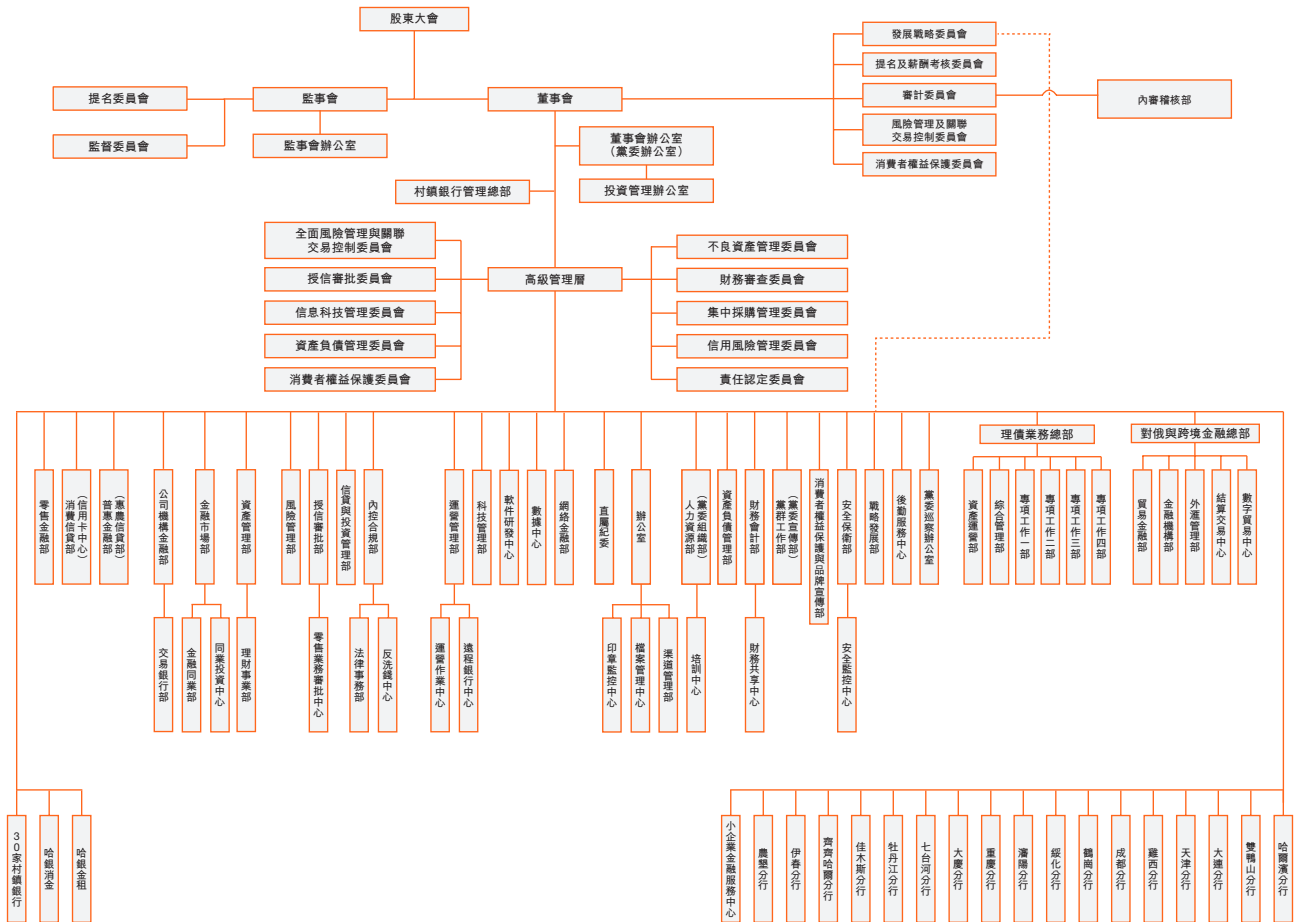 股東大會
發展戰略委員會
提名及薪酬考核委員會
提名委員會
監事會
董事會
審計委員會
內審稽核部
監督委員會
監事會辦公室
董事會辦公室
（黨委辦公室）
風險管理及關聯
交易控制委員會
消費者權益保護委員會
村鎮銀行管理總部
投資管理辦公室
全面風險管理與關聯
交易控制委員會
不良資產管理委員會
授信審批委員會
高級管理層
財務審查委員會
信息科技管理委員會
集中採購管理委員會
資產負債管理委員會
信用風險管理委員會
消費者權益保護委員會
責任認定委員會
理債業務總部
對俄與跨境金融總部
零售金融部
（信用卡中心）
消費信貸部
（惠農信貸部）
普惠金融部
公司機構金融部
金融市場部
資產管理部
風險管理部
授信審批部
信貸與投資管理部
內控合規部
運營管理部
科技管理部
軟件研發中心
數據中心
網絡金融部
直屬紀委
辦公室
（黨委組織部）
人力資源部
資產負債管理部
財務會計部
（黨委宣傳部）
黨群工作部
消費者權益保護與品牌宣傳部
安全保衛部
戰略發展部
後勤服務中心
黨委巡察辦公室
資產運營部
綜合管理部
專項工作一部
專項工作二部
專項工作三部
專項工作四部
貿易金融部
金融機構部
外滙管理部
結算交易中心
數字貿易中心
交易銀行部
金融同業部
同業投資中心
理財事業部
零售業務審批中心
法律事務部
反洗錢中心
運營作業中心
遠程銀行中心
印章監控中心
檔案管理中心
渠道管理部
培訓中心
財務共享中心
安全監控中心
30家村鎮銀行
哈銀消金
哈銀金租
小企業金融服務中心
農墾分行
伊春分行
齊齊哈爾分行
佳木斯分行
牡丹江分行
七台河分行
大慶分行
重慶分行
瀋陽分行
綏化分行
鶴崗分行
成都分行
雞西分行
天津分行
大連分行
雙鴨山分行
哈爾濱分行